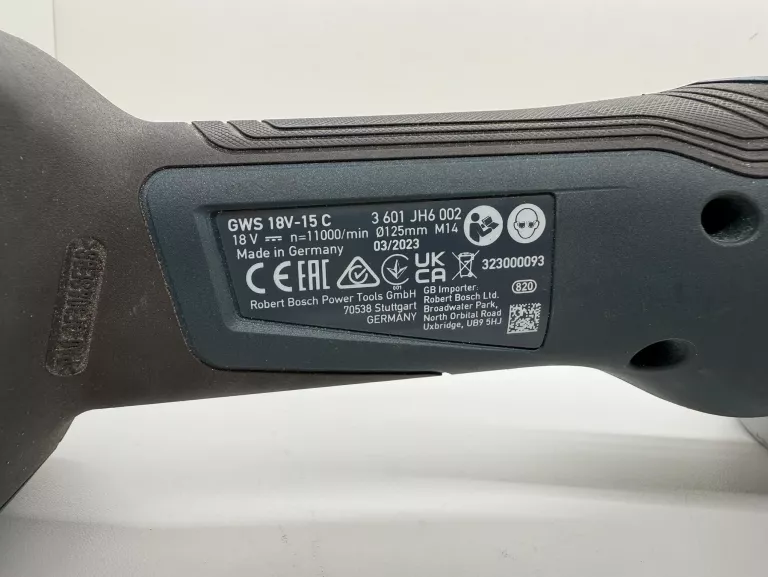 GWS 18V-15 C 3 601 JH6 002
18 V n=11000/min Ø125mm M14
Made in Germany 03/2023
CE EAC UK CA 323000093
001
Robert Bosch Power Tools GmbH
70538 Stuttgart
GERMANY
GB Importer:
Robert Bosch Ltd.
Broadwater Park,
North Orbital Road
Uxbridge, UB9 5HJ
820